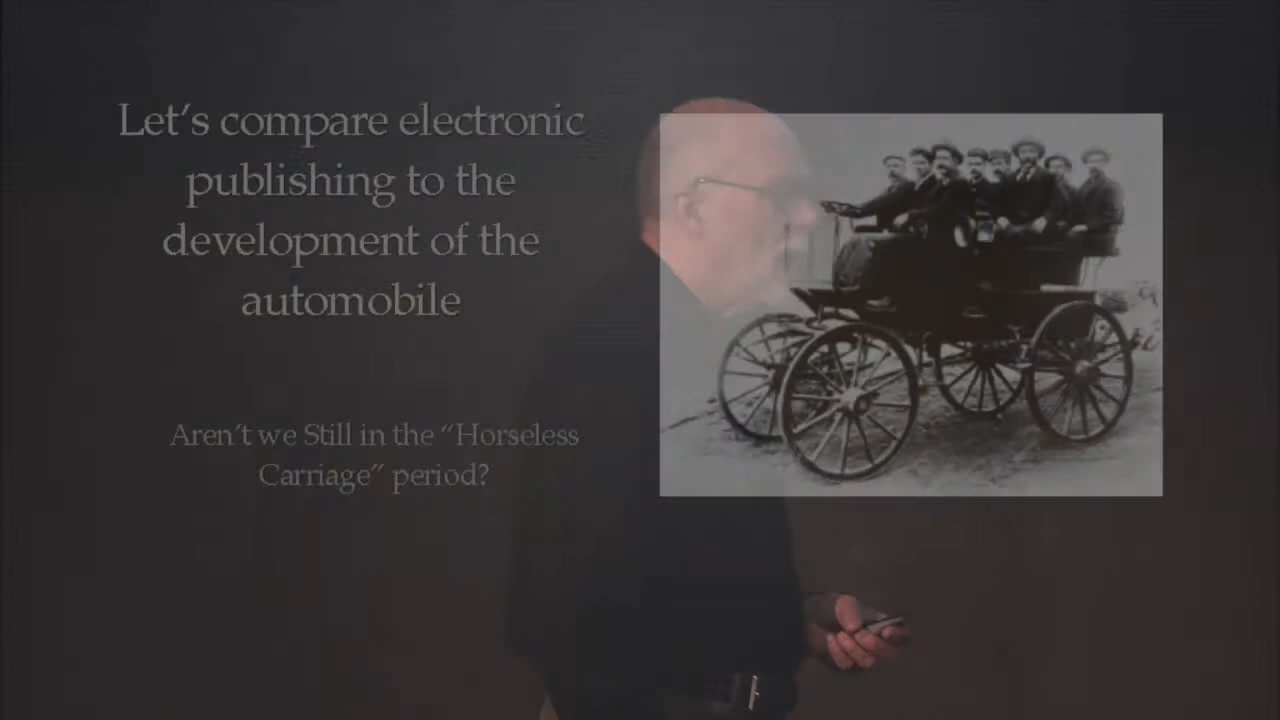 Let’s compare electronic
publishing to the
development of the
automobile
Aren’t we Still in the “Horseless
Carriage” period?